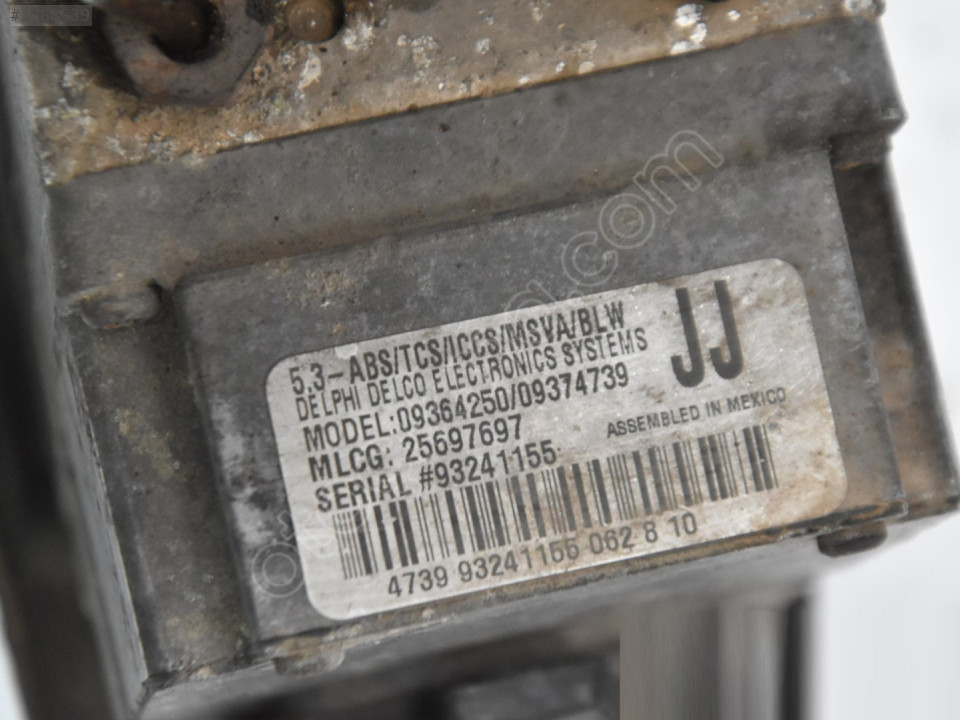 5.3-ABS/TCS/ICCS/MSVA/BLW
DELPHI DELCO ELECTRONICS SYSTEMS
MODEL:09364250/09374739
MLCG: 25697697
SERIAL #93241155
JJ
ASSEMBLED IN MEXICO
4739 93241155 062 8 10